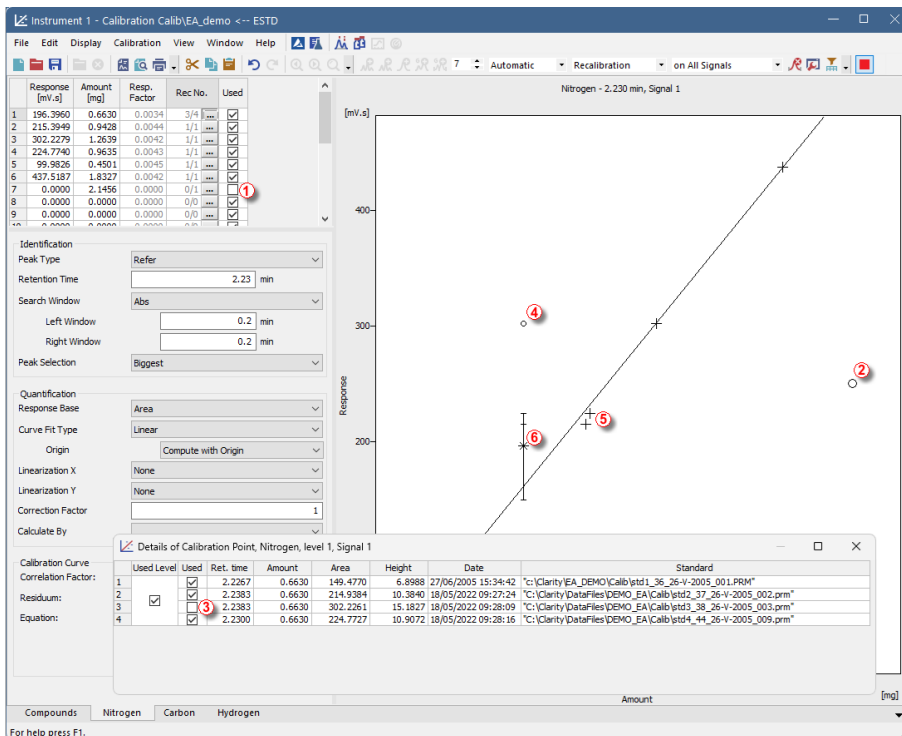 Instrument 1 - Calibration Calib\EA_demo <-- ESTD
File Edit Display Calibration View Window Help
7 Automatic Recalibration on All Signals
Response [mV.s] Amount [mg] Resp. Factor Rec No. Used
1 196.3960 0.6630 0.0034 3/4 ...
2 215.3949 0.9428 0.0044 1/1 ...
3 302.2279 1.2639 0.0042 1/1 ...
4 224.7740 0.9635 0.0043 1/1 ...
5 99.9826 0.4501 0.0045 1/1 ...
6 437.5187 1.8327 0.0042 1/1 ...
7 0.0000 2.1456 0.0000 0/1 ... 1
8 0.0000 0.0000 0.0000 0/0 ...
9 0.0000 0.0000 0.0000 0/0 ...
10 0.0000 0.0000 0.0000 0/0 ...
Identification
Peak Type Refer
Retention Time 2.23 min
Search Window Abs
Left Window 0.2 min
Right Window 0.2 min
Peak Selection Biggest
Quantification
Response Base Area
Curve Fit Type Linear
Origin Compute with Origin
Linearization X None
Linearization Y None
Correction Factor 1
Calculate By
Calibration Curve
Correlation Factor:
Residuum:
Equation:
Nitrogen - 2.230 min, Signal 1
[mV.s]
400
300
200
Response
4
2
5
6
Amount
[mg]
Details of Calibration Point, Nitrogen, level 1, Signal 1
Used Level Used Ret. time Amount Area Height Date Standard
1 2.2267 0.6630 149.4770 6.8988 27/06/2005 15:34:42 "c:\Clarity\EA_DEMO\Calib\std1_36_26-V-2005_001.PRM"
2 2.2383 0.6630 214.9384 10.3840 18/05/2022 09:27:24 "C:\Clarity\DataFiles\DEMO_EA\Calib\std2_37_26-V-2005_002.prm"
3 3 2.2383 0.6630 302.2261 15.1827 18/05/2022 09:28:09 "C:\Clarity\DataFiles\DEMO_EA\Calib\std3_38_26-V-2005_003.prm"
4 2.2300 0.6630 224.7727 10.9072 18/05/2022 09:28:16 "C:\Clarity\DataFiles\DEMO_EA\Calib\std4_44_26-V-2005_009.prm"
Compounds Nitrogen Carbon Hydrogen
For help press F1.